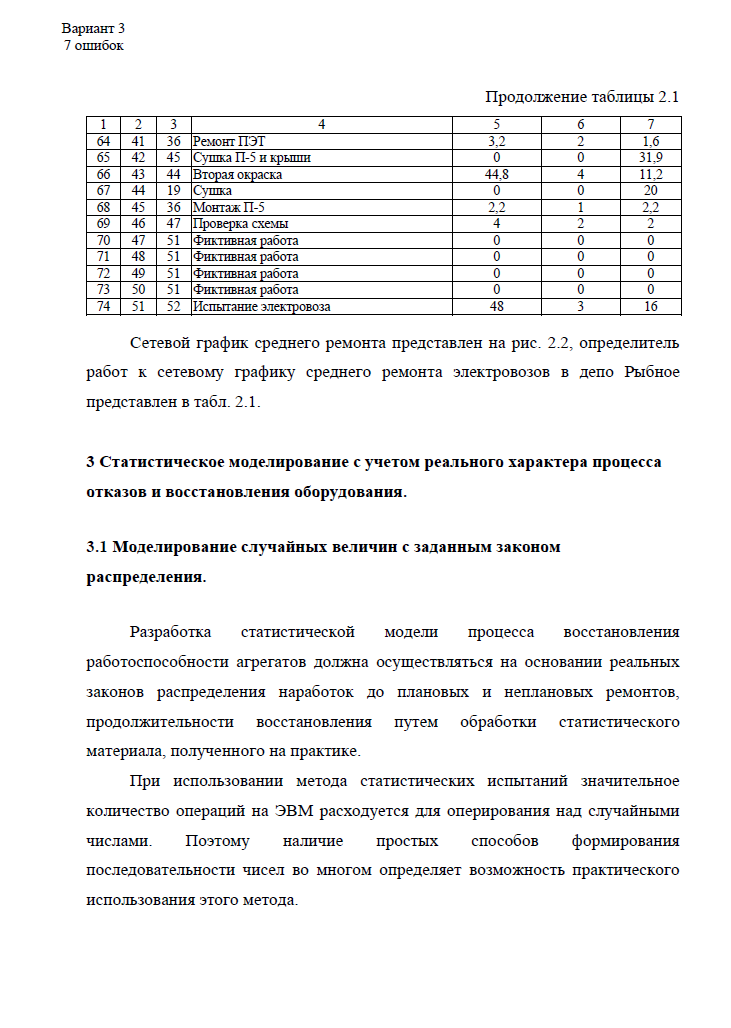 Вариант 3
7 ошибок
Продолжение таблицы 2.1
1 2 3 4 5 6 7
64 41 36 Ремонт ПЭТ 3,2 2 1,6
65 42 45 Сушка П-5 и крыши 0 0 31,9
66 43 44 Вторая окраска 44,8 4 11,2
67 44 19 Сушка 0 0 20
68 45 36 Монтаж П-5 2,2 1 2,2
69 46 47 Проверка схемы 4 2 2
70 47 51 Фиктивная работа 0 0 0
71 48 51 Фиктивная работа 0 0 0
72 49 51 Фиктивная работа 0 0 0
73 50 51 Фиктивная работа 0 0 0
74 51 52 Испытание электровоза 48 3 16
Сетевой график среднего ремонта представлен на рис. 2.2, определитель
работ к сетевому графику среднего ремонта электровозов в депо Рыбное
представлен в табл. 2.1.
3 Статистическое моделирование с учетом реального характера процесса
отказов и восстановления оборудования.
3.1 Моделирование случайных величин с заданным законом
распределения.
Разработка статистической модели процесса восстановления
работоспособности агрегатов должна осуществляться на основании реальных
законов распределения наработок до плановых и неплановых ремонтов,
продолжительности восстановления путем обработки статистического
материала, полученного на практике.
При использовании метода статистических испытаний значительное
количество операций на ЭВМ расходуется для оперирования над случайными
числами. Поэтому наличие простых способов формирования
последовательности чисел во многом определяет возможность практического
использования этого метода.